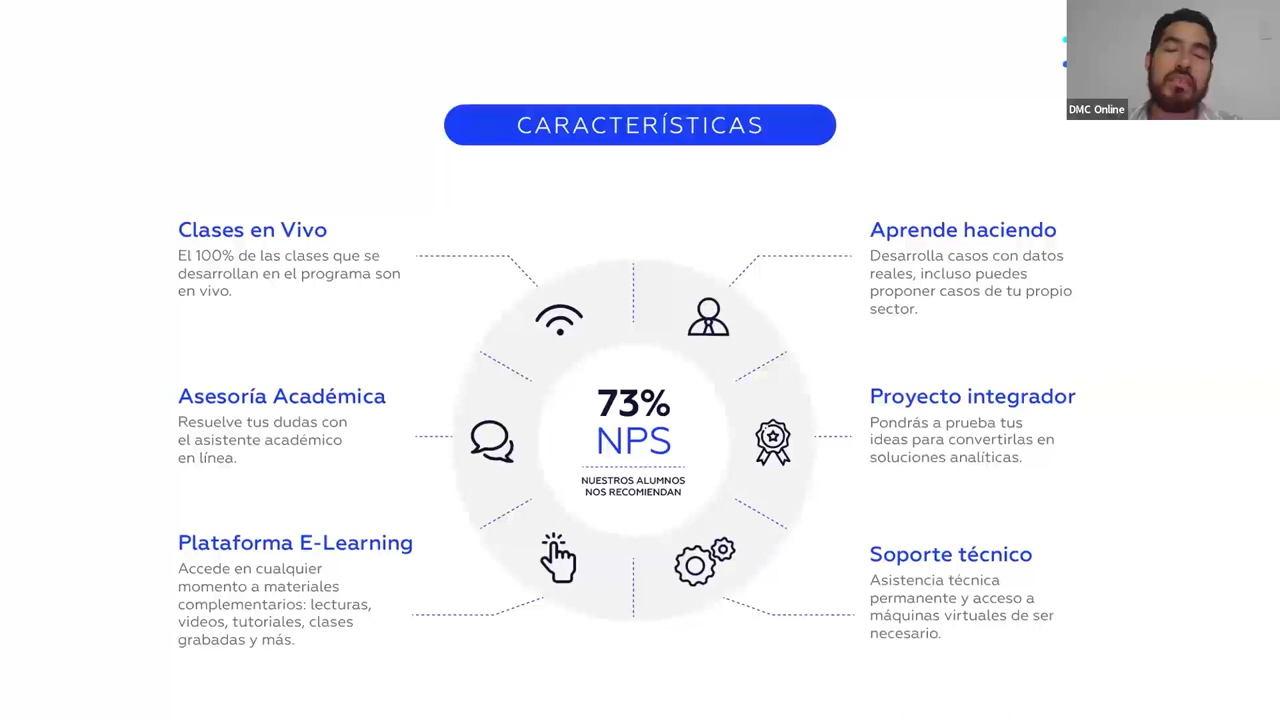 DMC Online
CARACTERÍSTICAS
Clases en Vivo
El 100% de las clases que se
desarrollan en el programa son
en vivo.
Asesoría Académica
Resuelve tus dudas con
el asistente académico
en línea.
Plataforma E-Learning
Accede en cualquier
momento a materiales
complementarios: lecturas,
videos, tutoriales, clases
grabadas y más.
73%
NPS
NUESTROS ALUMNOS
NOS RECOMIENDAN
Aprende haciendo
Desarrolla casos con datos
reales, incluso puedes
proponer casos de tu propio
sector.
Proyecto integrador
Pondrás a prueba tus
ideas para convertirlas en
soluciones analíticas.
Soporte técnico
Asistencia técnica
permanente y acceso a
máquinas virtuales de ser
necesario.